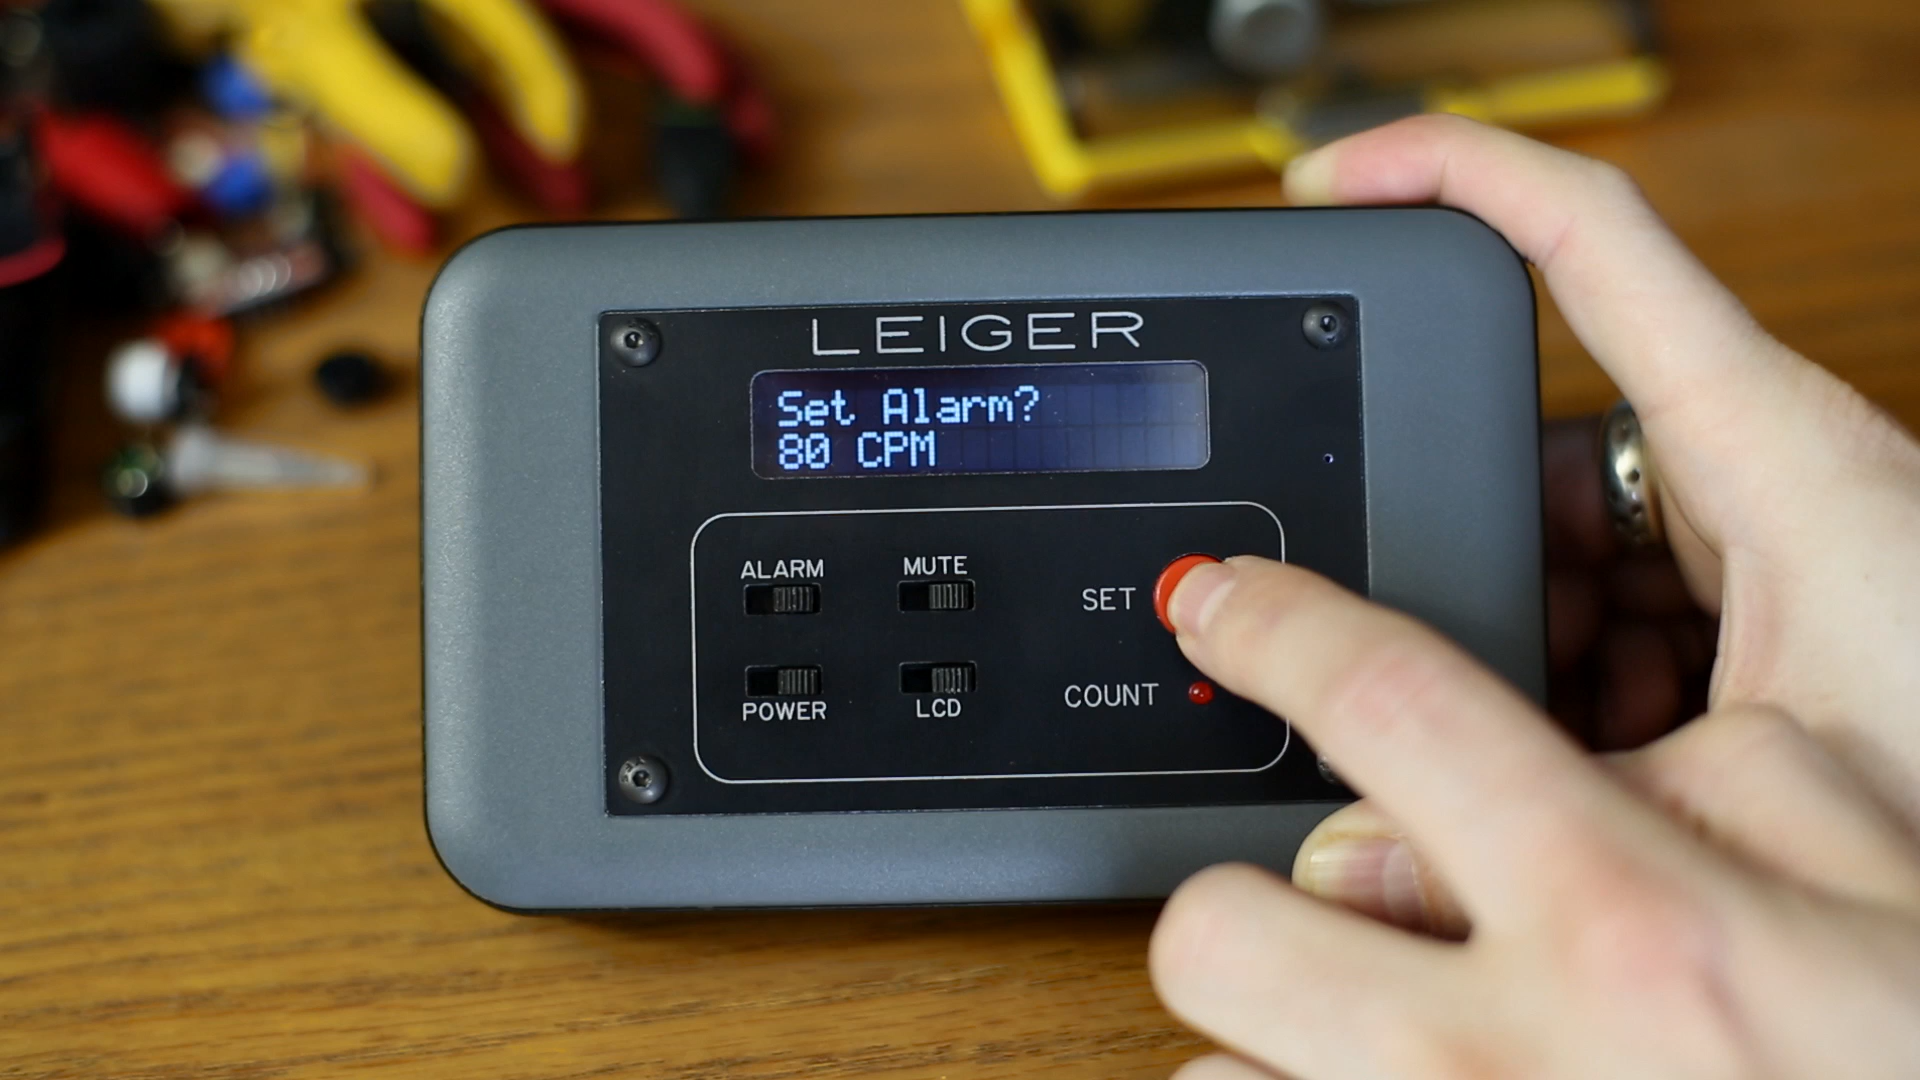 LEIGER
Set Alarm?
80 CPM
ALARM
MUTE
SET
POWER
LCD
COUNT